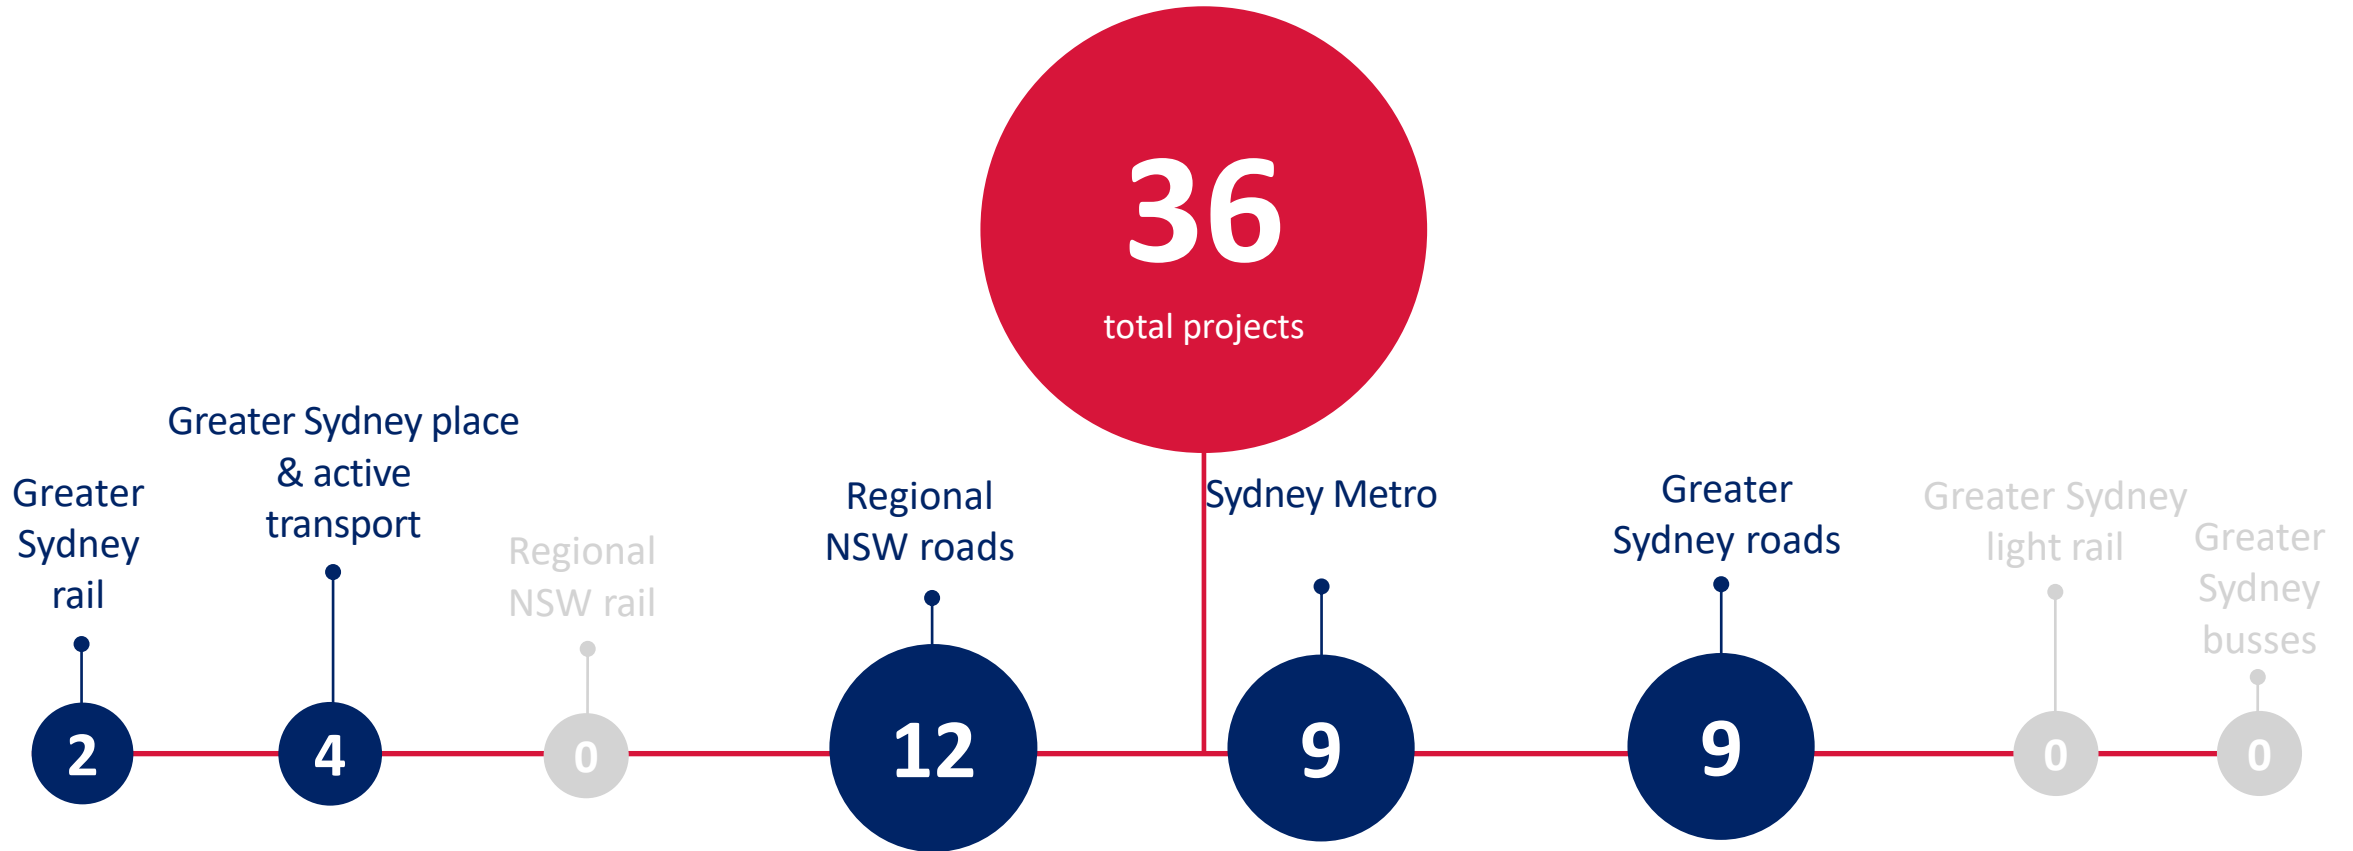 36
total projects
Greater
Sydney
rail
2
Greater Sydney place
& active
transport
4
Regional
NSW rail
0
Regional
NSW roads
12
Sydney Metro
9
Greater
Sydney roads
9
Greater Sydney
light rail
0
Greater
Sydney
busses
0